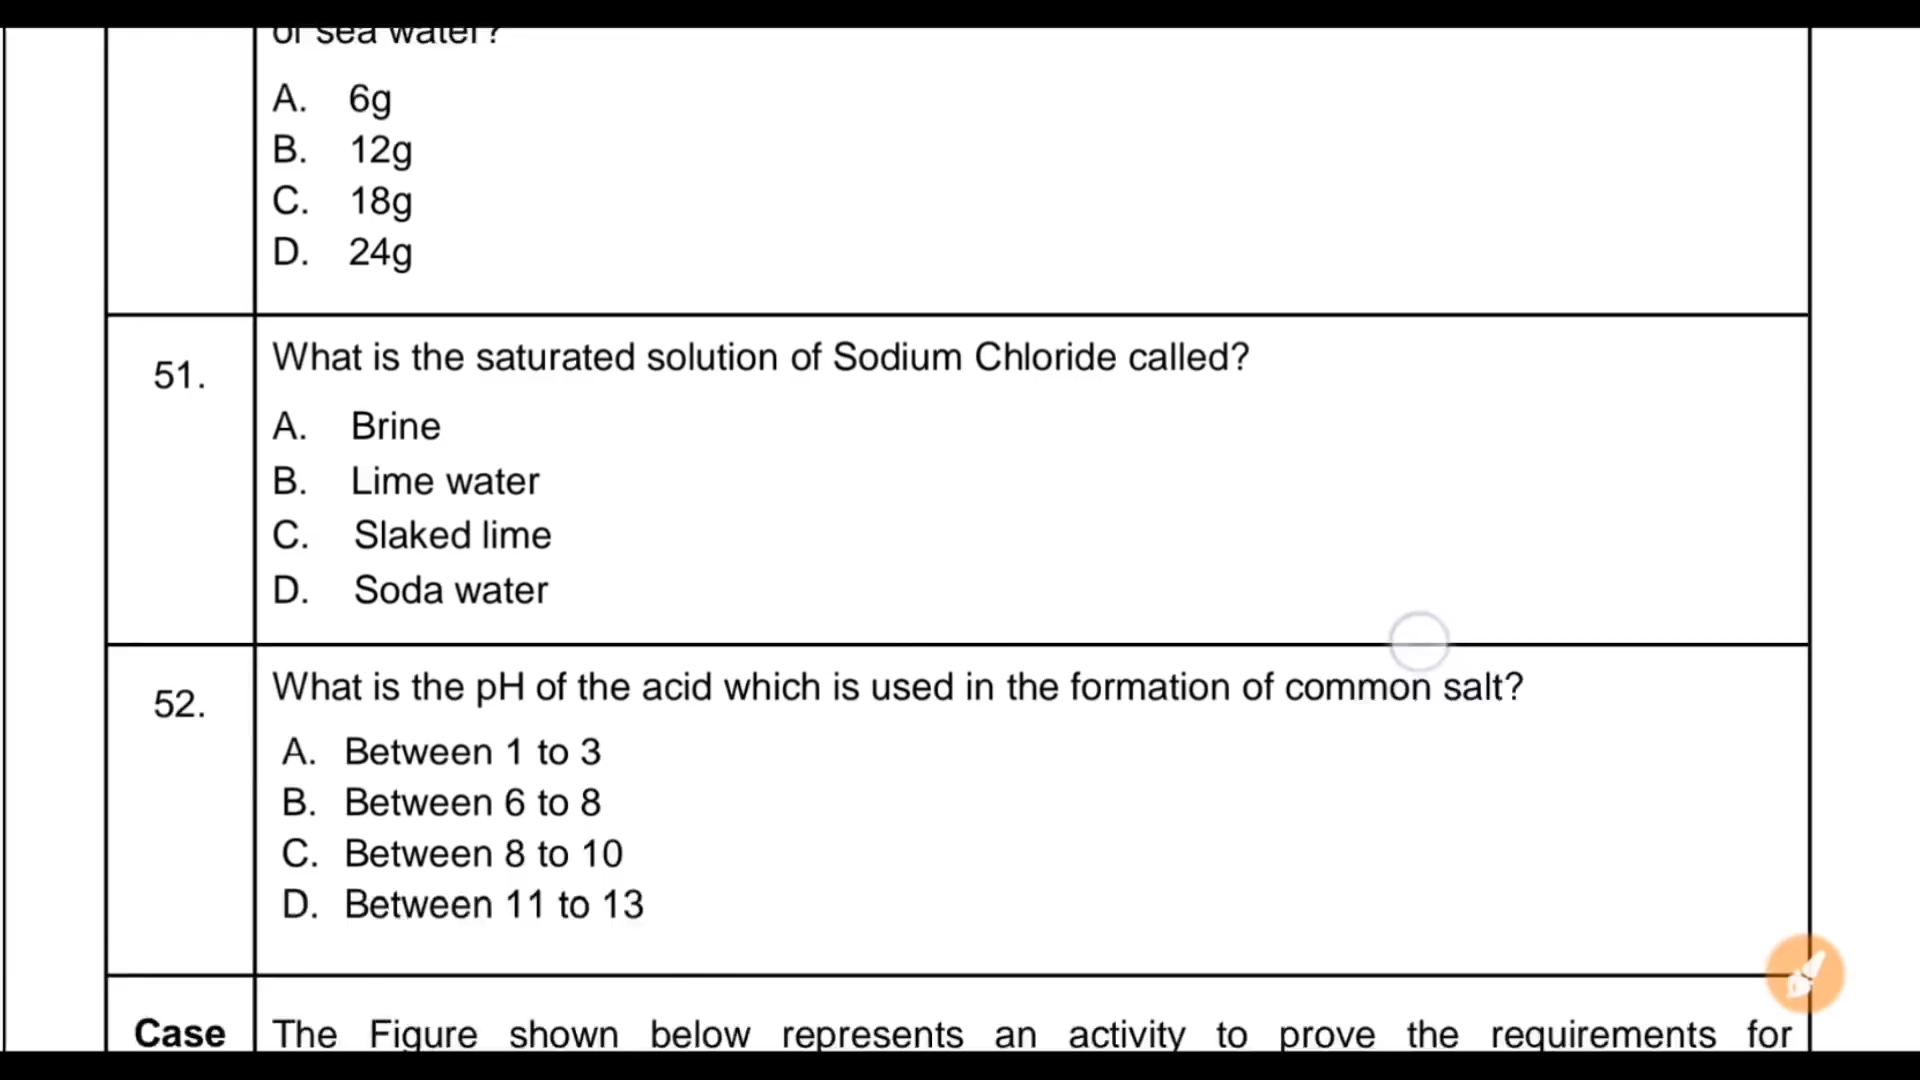 of sea water?
A. 6g
B. 12g
C. 18g
D. 24g
51. What is the saturated solution of Sodium Chloride called?
A. Brine
B. Lime water
C. Slaked lime
D. Soda water
52. What is the pH of the acid which is used in the formation of common salt?
A. Between 1 to 3
B. Between 6 to 8
C. Between 8 to 10
D. Between 11 to 13
Case The Figure shown below represents an activity to prove the requirements for